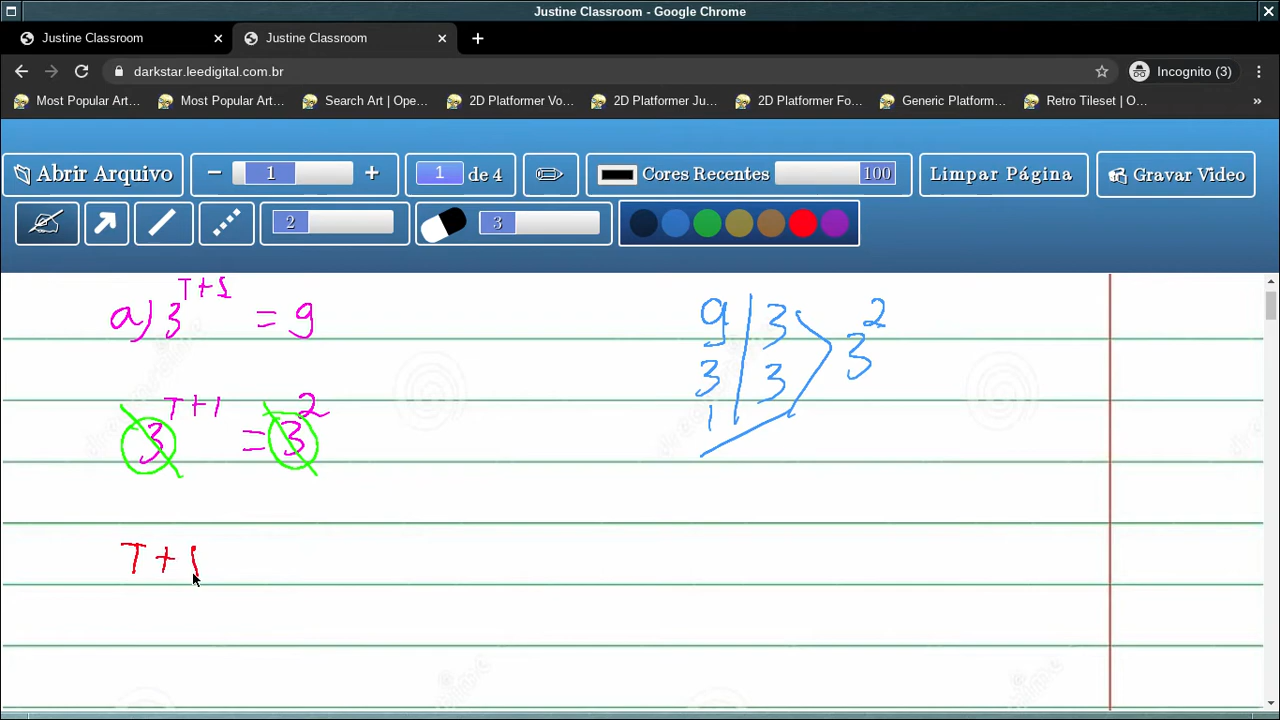 Justine Classroom - Google Chrome
Justine Classroom
Justine Classroom
darkstar.leedigital.com.br
Incognito (3)
Most Popular Art...
Most Popular Art...
Search Art | Ope...
2D Platformer Vo...
2D Platformer Ju...
2D Platformer Fo...
Generic Platform...
Retro Tileset | O...
»
Abrir Arquivo
− 1 +
1 de 4
Cores Recentes 100
Limpar Página
Gravar Video
2
3
a) 3^{T+1} = 9
3^{T+1} = 3^2
T+1
9 | 3
3 | 3
1
3^2